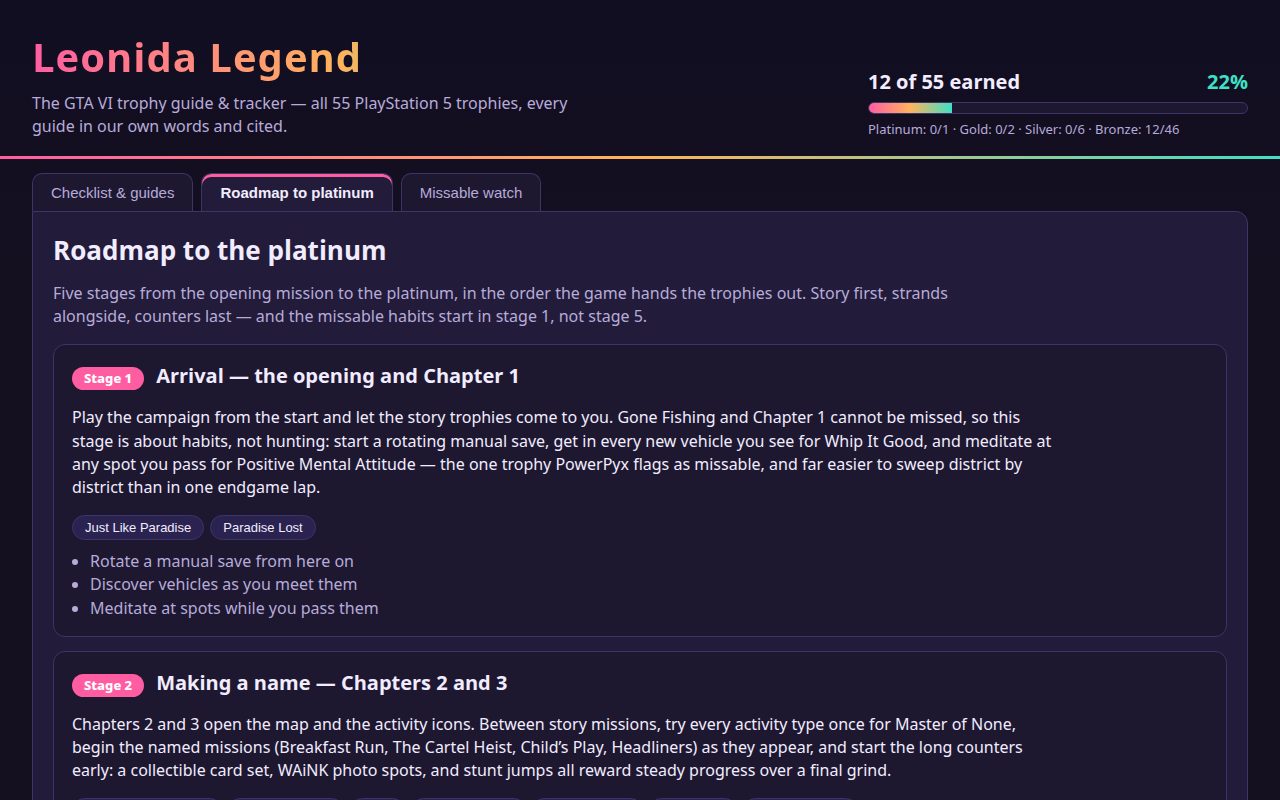 Leonida Legend
The GTA VI trophy guide & tracker — all 55 PlayStation 5 trophies, every
guide in our own words and cited.
12 of 55 earned 22%
Platinum: 0/1 · Gold: 0/2 · Silver: 0/6 · Bronze: 12/46
Checklist & guides Roadmap to platinum Missable watch
Roadmap to the platinum
Five stages from the opening mission to the platinum, in the order the game hands the trophies out. Story first, strands
alongside, counters last — and the missable habits start in stage 1, not stage 5.
Stage 1 Arrival — the opening and Chapter 1
Play the campaign from the start and let the story trophies come to you. Gone Fishing and Chapter 1 cannot be missed, so this
stage is about habits, not hunting: start a rotating manual save, get in every new vehicle you see for Whip It Good, and meditate at
any spot you pass for Positive Mental Attitude — the one trophy PowerPyx flags as missable, and far easier to sweep district by
district than in one endgame lap.
Just Like Paradise Paradise Lost
• Rotate a manual save from here on
• Discover vehicles as you meet them
• Meditate at spots while you pass them
Stage 2 Making a name — Chapters 2 and 3
Chapters 2 and 3 open the map and the activity icons. Between story missions, try every activity type once for Master of None,
begin the named missions (Breakfast Run, The Cartel Heist, Child’s Play, Headliners) as they appear, and start the long counters
early: a collectible card set, WAiNK photo spots, and stunt jumps all reward steady progress over a final grind.